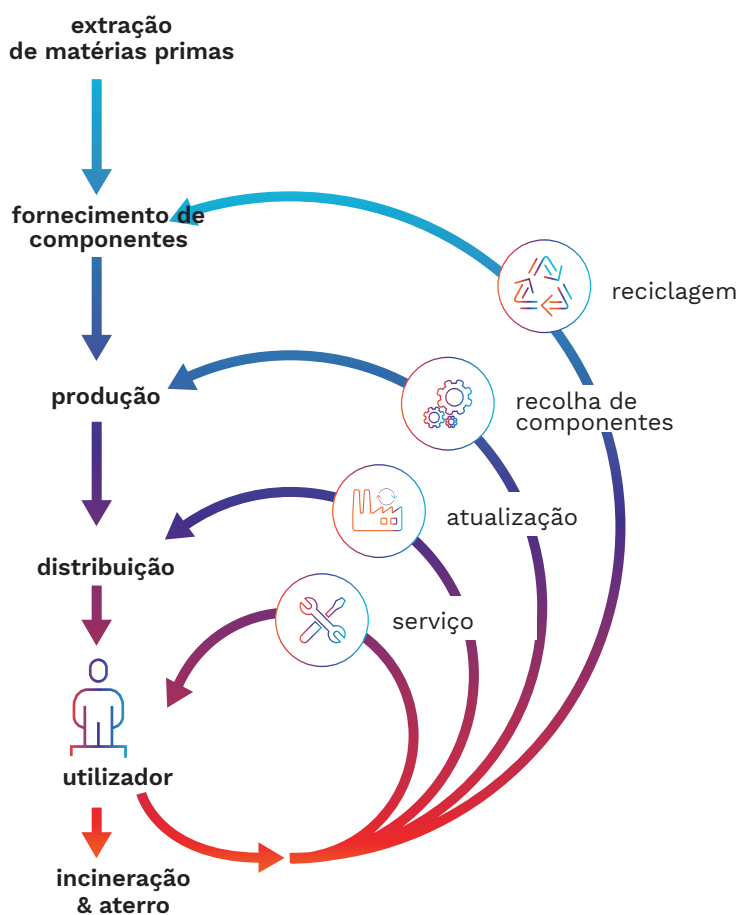 extração
de matérias primas
fornecimento de
componentes
reciclagem
produção
recolha de
componentes
atualização
distribuição
serviço
utilizador
incineração
& aterro